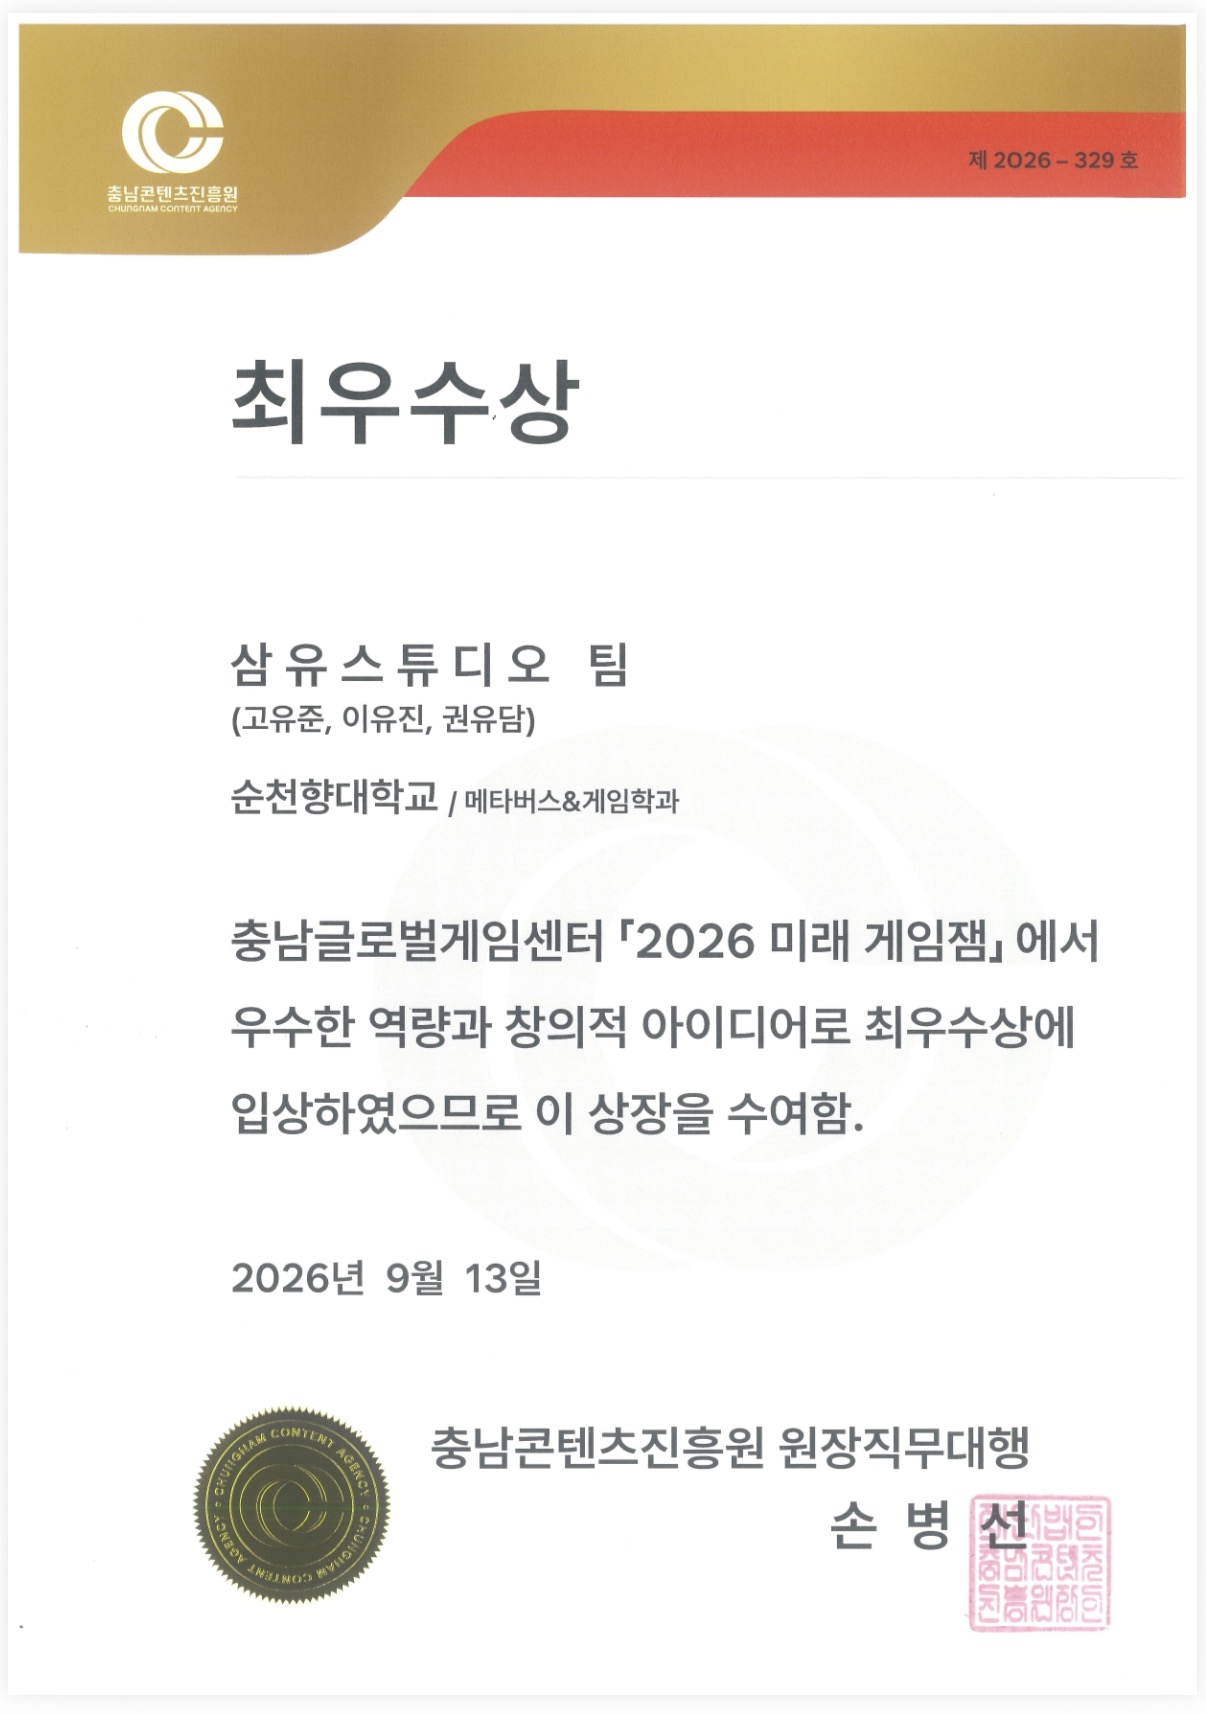 충남콘텐츠진흥원
CHUNGNAM CONTENT AGENCY
제 2026 – 329 호
최우수상
삼유스튜디오 팀
(고유준, 이유진, 권유담)
순천향대학교 / 메타버스&게임학과
충남글로벌게임센터 「2026 미래 게임잼」 에서
우수한 역량과 창의적 아이디어로 최우수상에
입상하였으므로 이 상장을 수여함.
2026년 9월 13일
CHUNGNAM CONTENT AGENCY • CHUNGNAM CONTENT AGENCY •
충남콘텐츠진흥원 원장직무대행
손 병 선